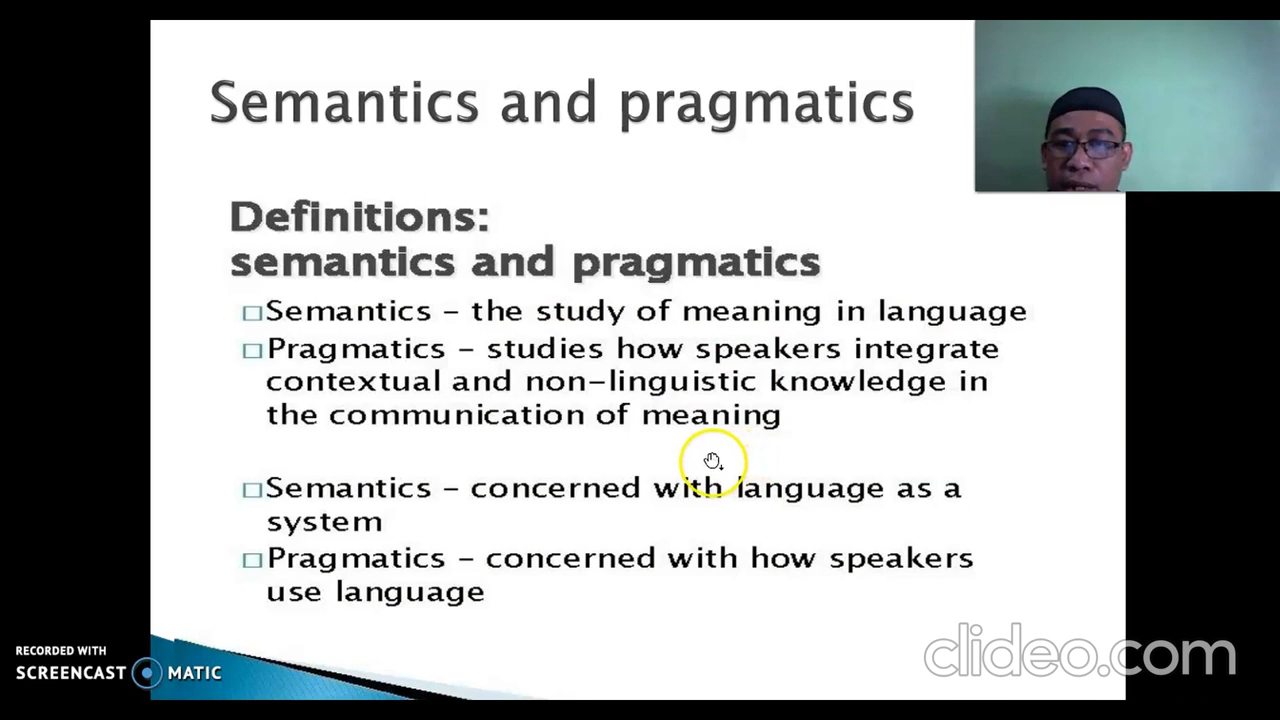 Semantics and pragmatics
Definitions:
semantics and pragmatics
Semantics – the study of meaning in language
Pragmatics – studies how speakers integrate
contextual and non-linguistic knowledge in
the communication of meaning
Semantics – concerned with language as a
system
Pragmatics – concerned with how speakers
use language
RECORDED WITH
SCREENCAST MATIC
clideo.com